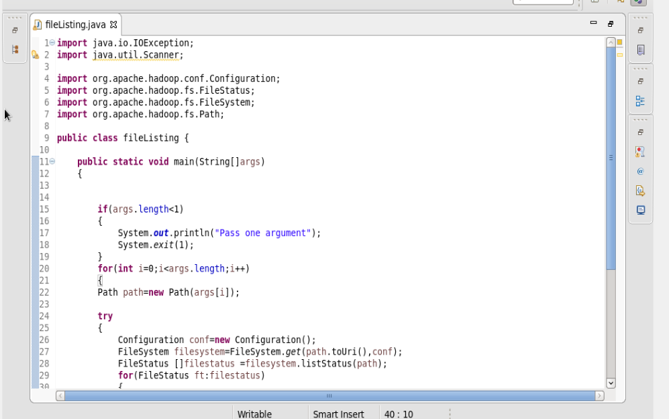 fileListing.java
1 import java.io.IOException;
2 import java.util.Scanner;
3
4 import org.apache.hadoop.conf.Configuration;
5 import org.apache.hadoop.fs.FileStatus;
6 import org.apache.hadoop.fs.FileSystem;
7 import org.apache.hadoop.fs.Path;
8
9 public class fileListing {
10
11 public static void main(String[]args)
12 {
13
14
15 if(args.length<1)
16 {
17 System.out.println("Pass one argument");
18 System.exit(1);
19 }
20 for(int i=0;i<args.length;i++)
21 {
22 Path path=new Path(args[i]);
23
24 try
25 {
26 Configuration conf=new Configuration();
27 FileSystem filesystem=FileSystem.get(path.toUri(),conf);
28 FileStatus []filestatus =filesystem.listStatus(path);
29 for(FileStatus ft:filestatus)
30 {
Writable Smart Insert 40 : 10